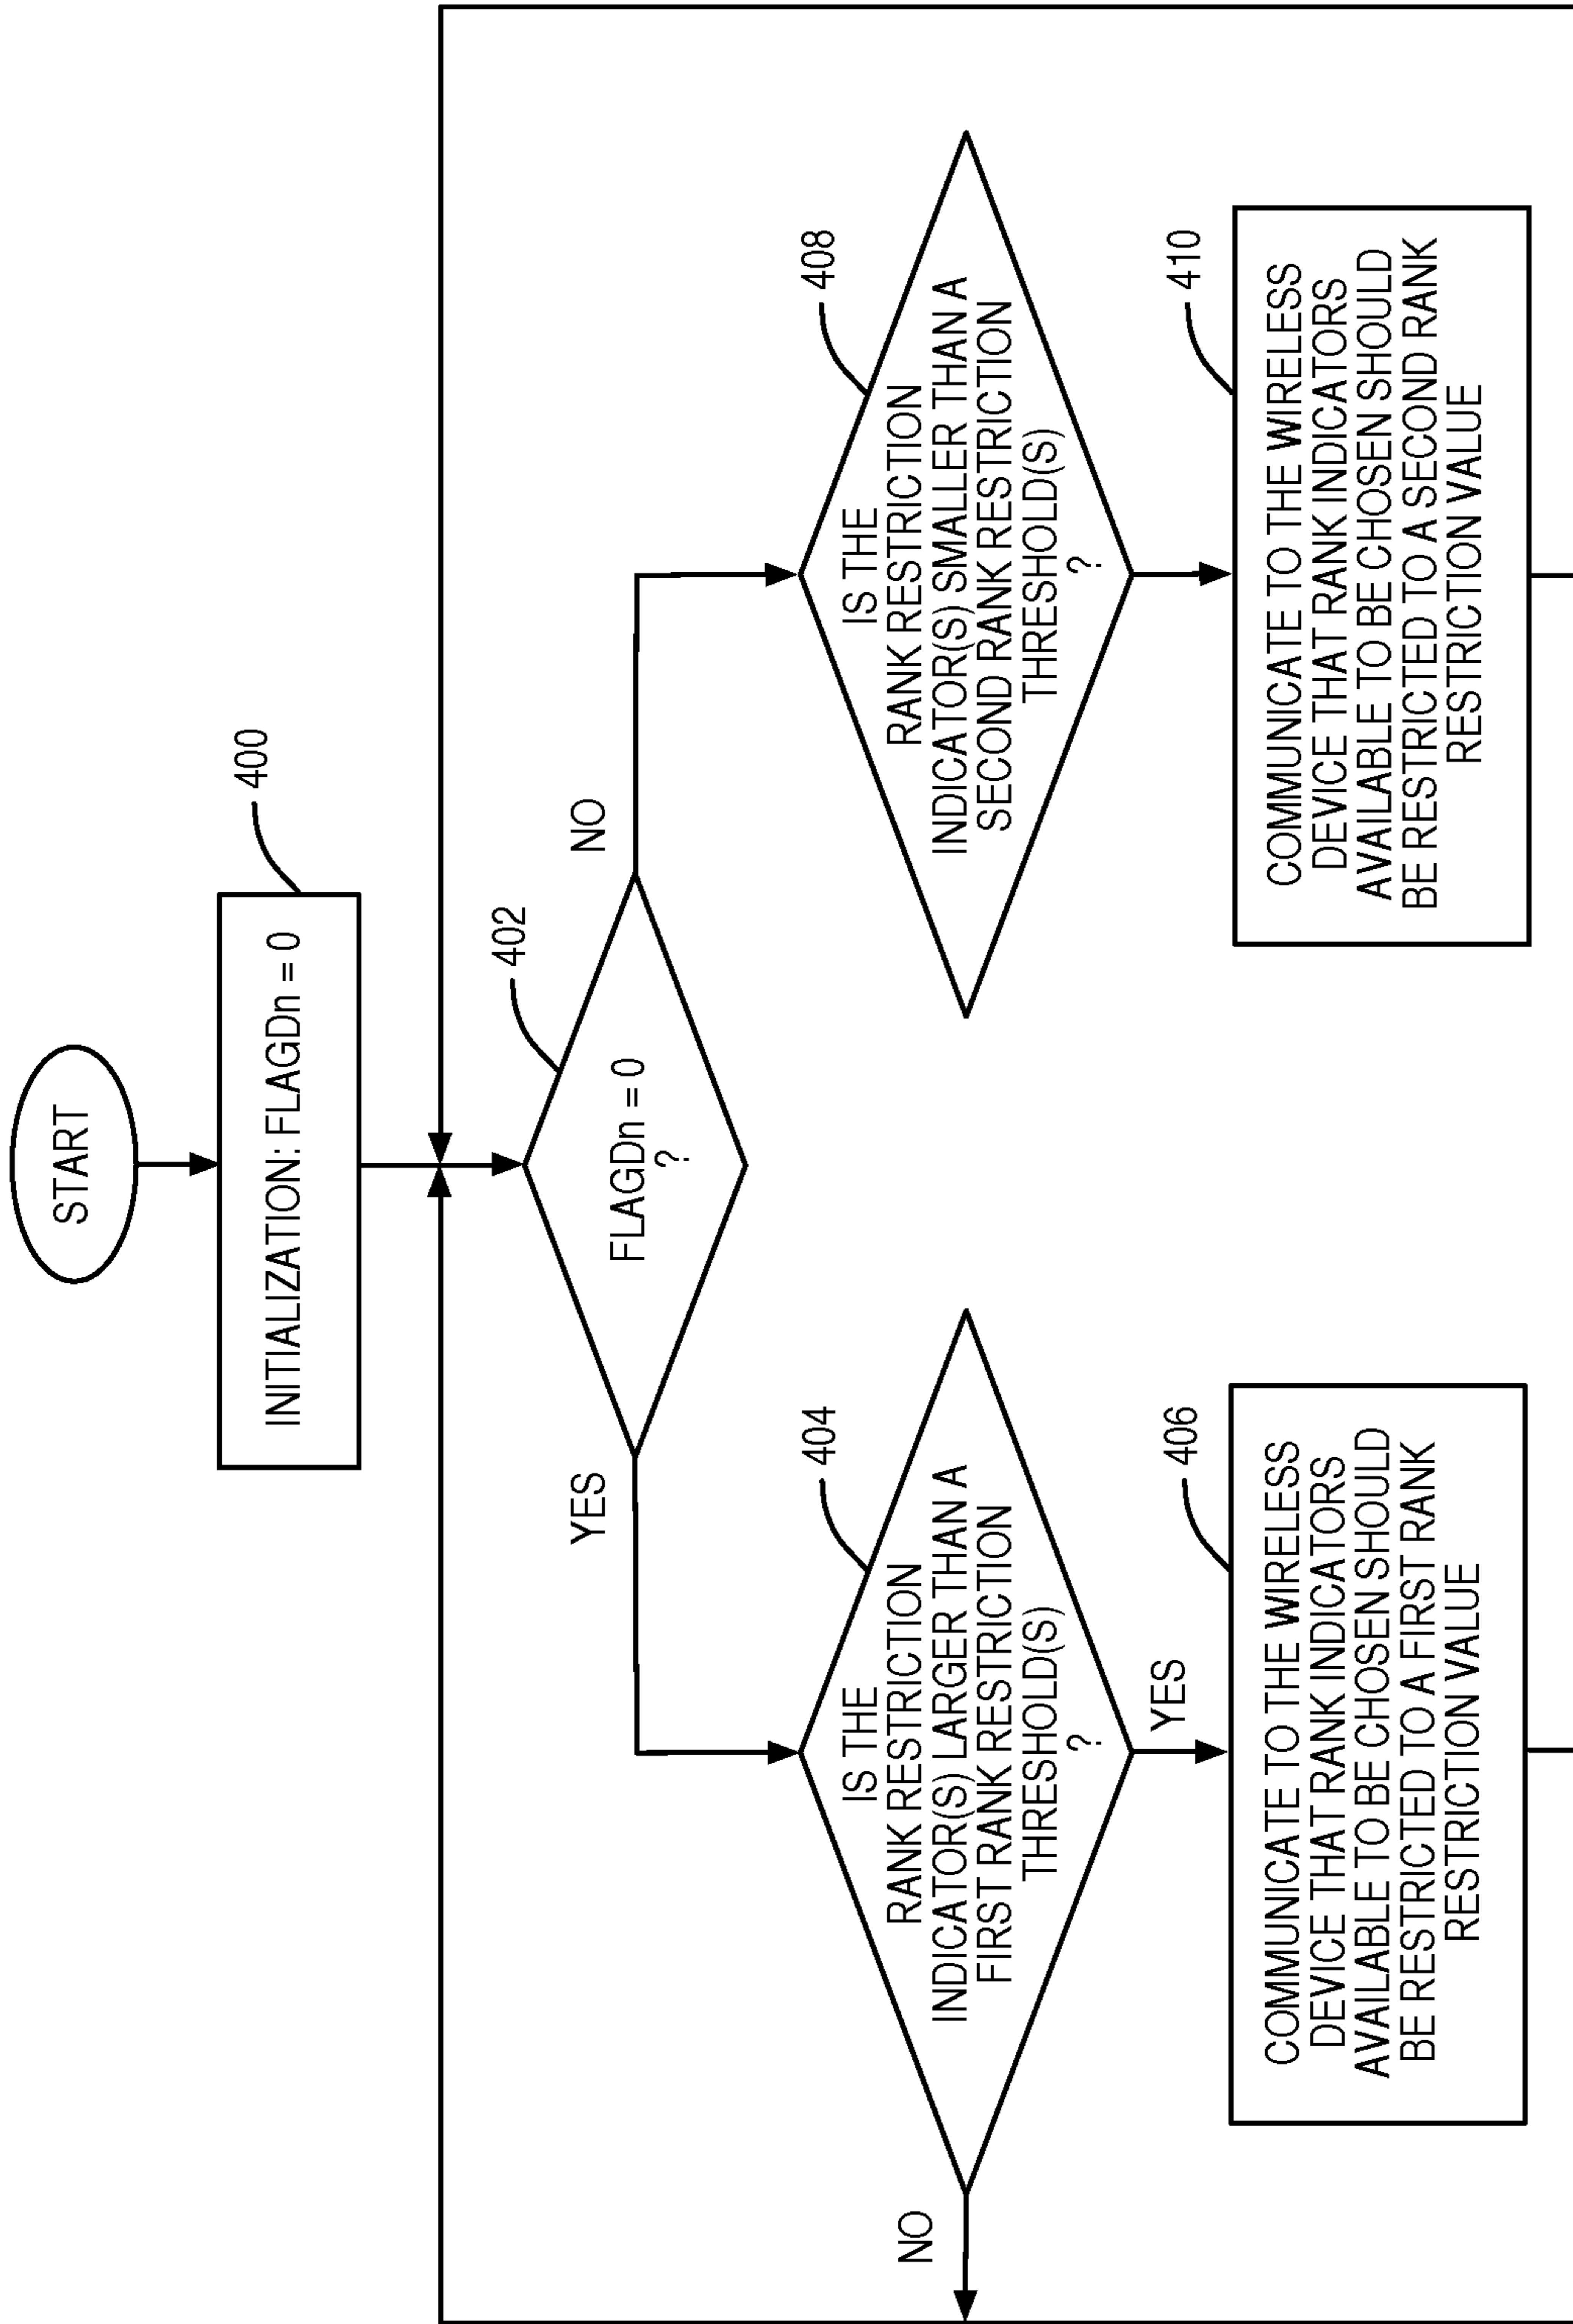 START
INITIALIZATION: FLAGDn = 0
400
402
FLAGDn = 0
?
YES
NO
404
IS THE
RANK RESTRICTION
INDICATOR(S) LARGER THAN A
FIRST RANK RESTRICTION
THRESHOLD(S)
?
NO
YES
406
COMMUNICATE TO THE WIRELESS
DEVICE THAT RANK INDICATORS
AVAILABLE TO BE CHOSEN SHOULD
BE RESTRICTED TO A FIRST RANK
RESTRICTION VALUE
408
IS THE
RANK RESTRICTION
INDICATOR(S) SMALLER THAN A
SECOND RANK RESTRICTION
THRESHOLD(S)
?
410
COMMUNICATE TO THE WIRELESS
DEVICE THAT RANK INDICATORS
AVAILABLE TO BE CHOSEN SHOULD
BE RESTRICTED TO A SECOND RANK
RESTRICTION VALUE